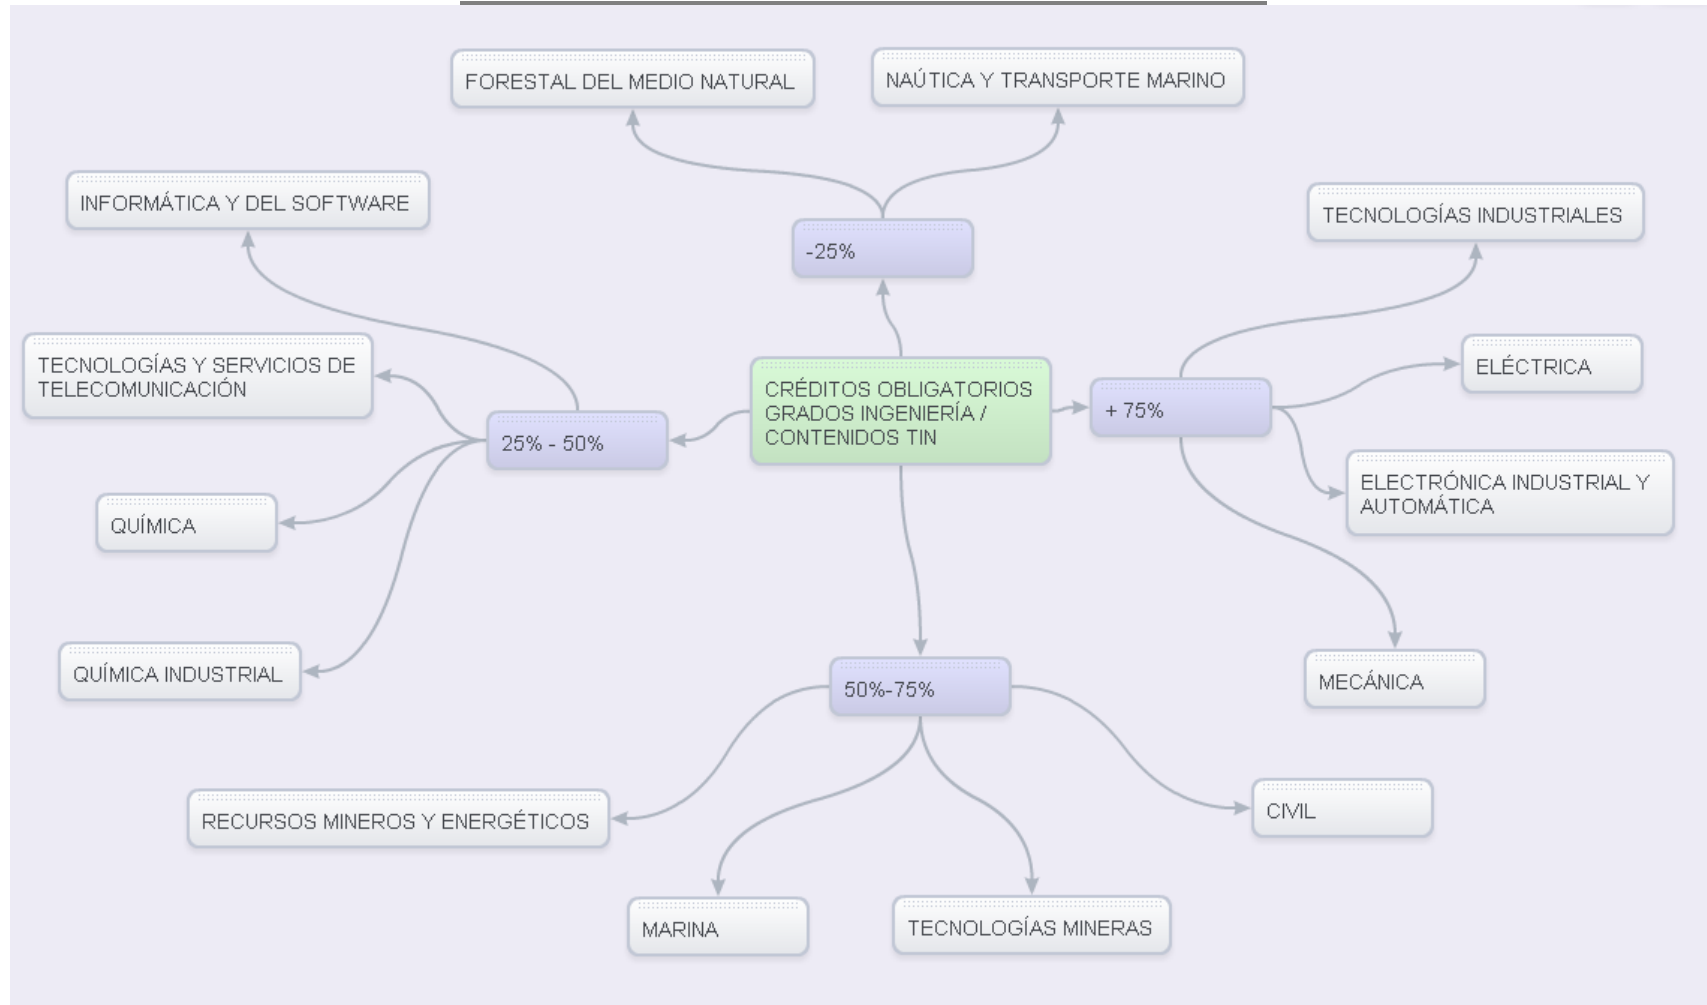 FORESTAL DEL MEDIO NATURAL
NAÚTICA Y TRANSPORTE MARINO
INFORMÁTICA Y DEL SOFTWARE
TECNOLOGÍAS INDUSTRIALES
-25%
TECNOLOGÍAS Y SERVICIOS DE
TELECOMUNICACIÓN
ELÉCTRICA
CRÉDITOS OBLIGATORIOS
GRADOS INGENIERÍA /
CONTENIDOS TIN
+ 75%
25% - 50%
ELECTRÓNICA INDUSTRIAL Y
AUTOMÁTICA
QUÍMICA
QUÍMICA INDUSTRIAL
50%-75%
MECÁNICA
RECURSOS MINEROS Y ENERGÉTICOS
CIVIL
MARINA
TECNOLOGÍAS MINERAS